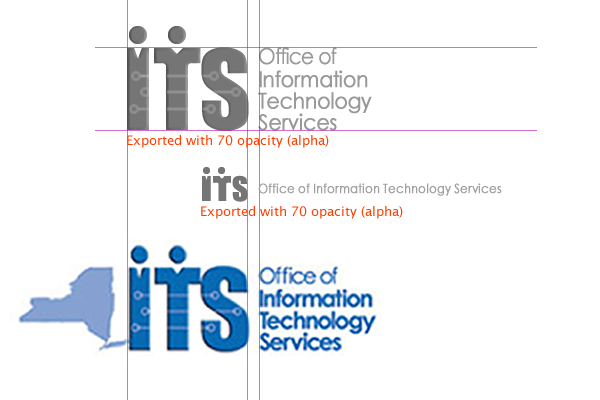 iTS
Office of
Information
Technology
Services
Exported with 70 opacity (alpha)
iTS Office of Information Technology Services
Exported with 70 opacity (alpha)
iTS
Office of
Information
Technology
Services